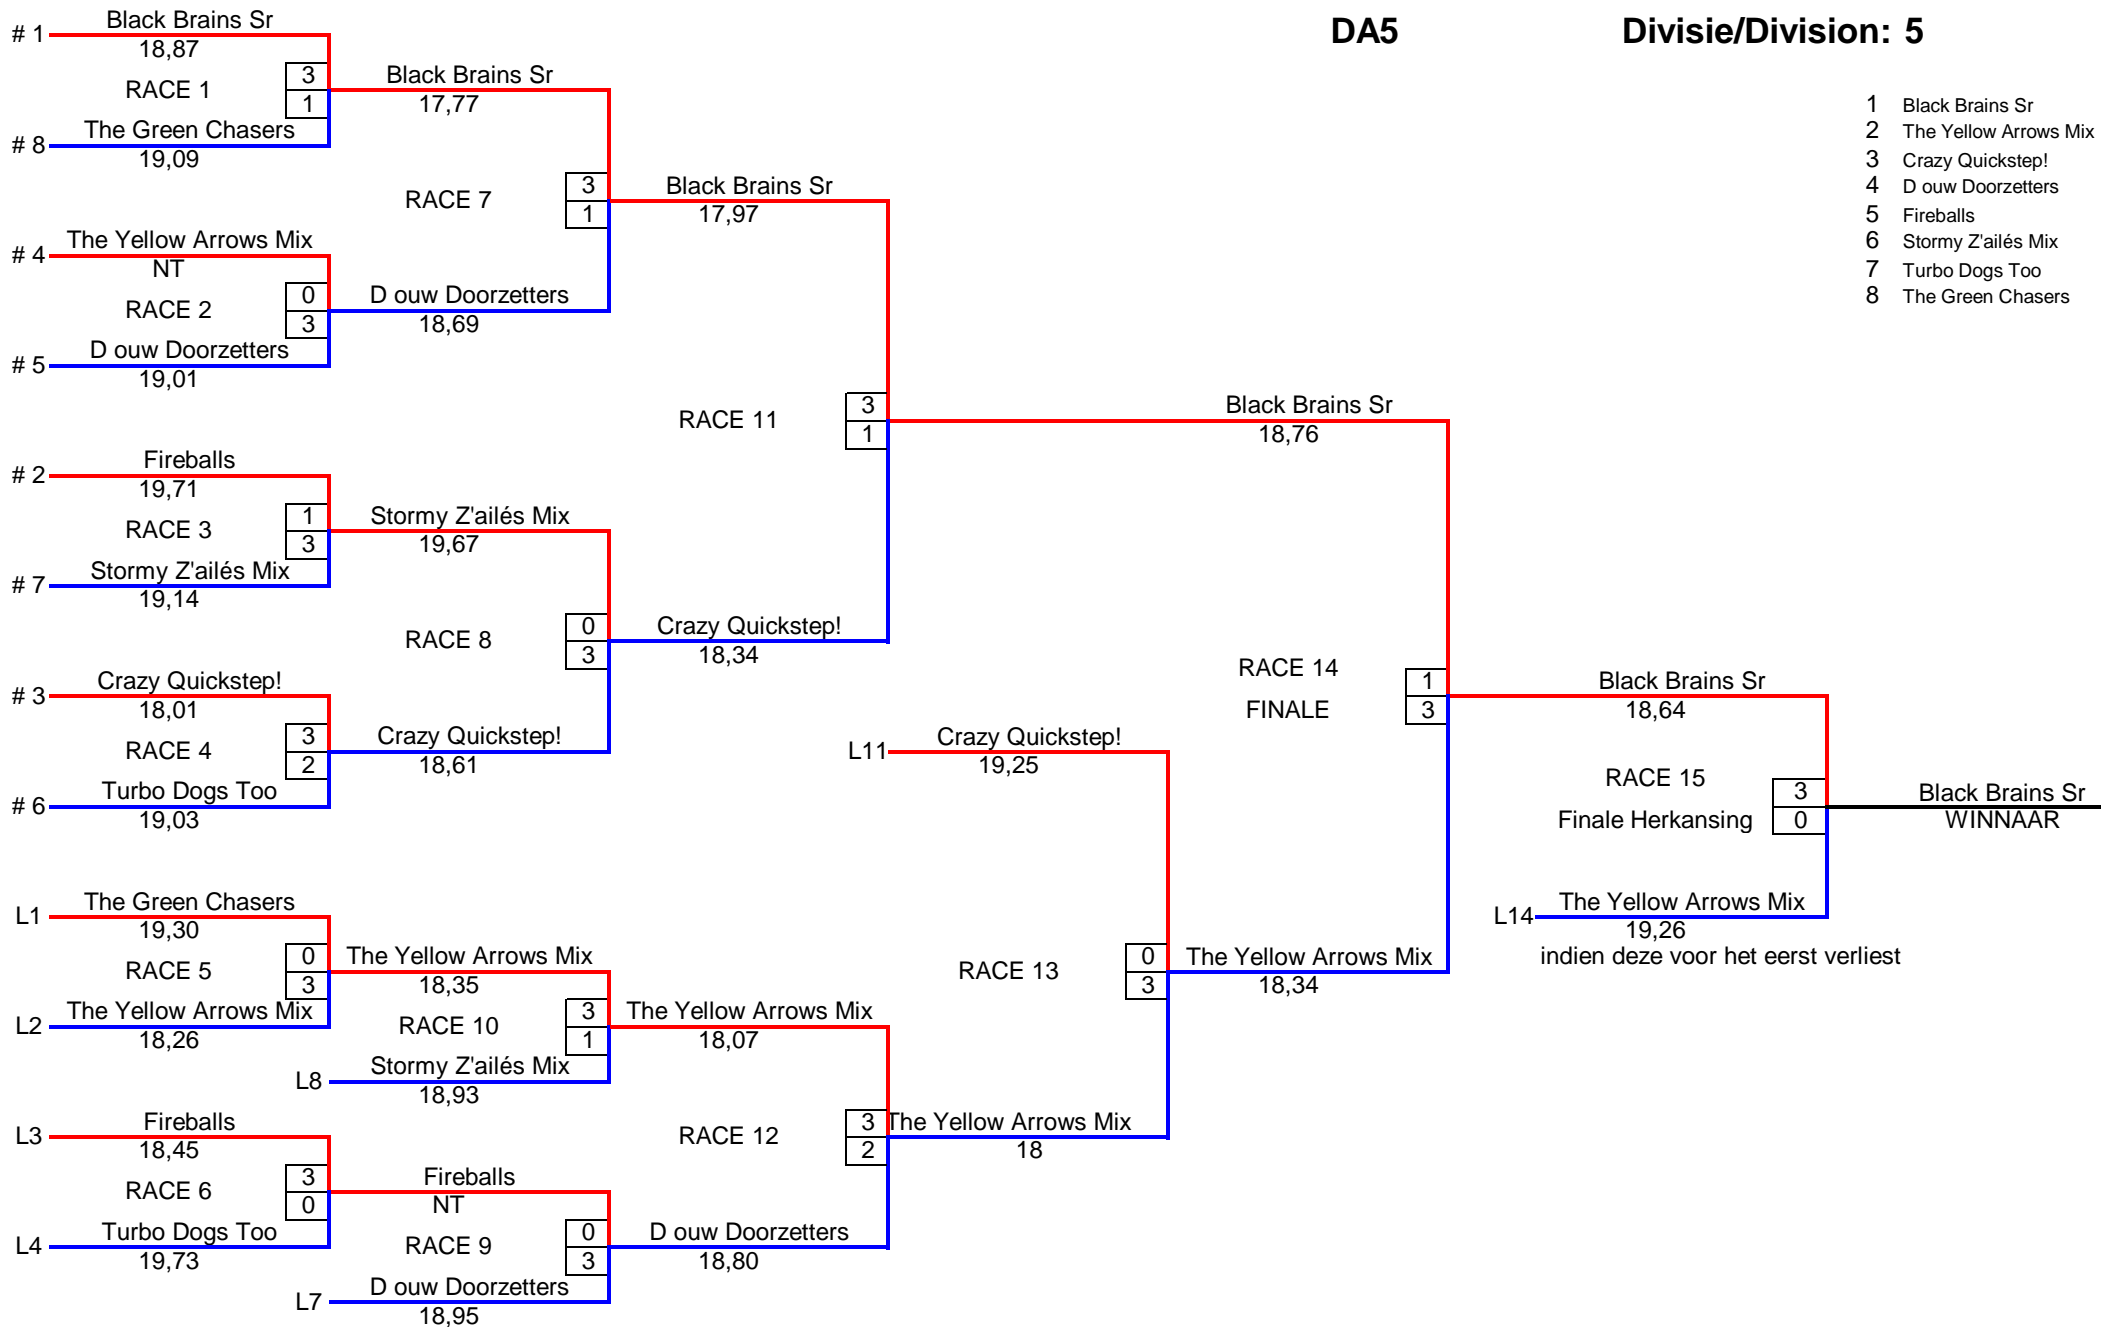 DA5
Divisie/Division: 5
1 Black Brains Sr
2 The Yellow Arrows Mix
3 Crazy Quickstep!
4 D ouw Doorzetters
5 Fireballs
6 Stormy Z'ailés Mix
7 Turbo Dogs Too
8 The Green Chasers
# 1 Black Brains Sr
18,87
RACE 1
3
1
# 8 The Green Chasers
19,09
# 4 The Yellow Arrows Mix
NT
RACE 2
0
3
# 5 D ouw Doorzetters
19,01
# 2 Fireballs
19,71
RACE 3
1
3
# 7 Stormy Z'ailés Mix
19,14
# 3 Crazy Quickstep!
18,01
RACE 4
3
2
# 6 Turbo Dogs Too
19,03
L1 The Green Chasers
19,30
RACE 5
0
3
L2 The Yellow Arrows Mix
18,26
L3 Fireballs
18,45
RACE 6
3
0
L4 Turbo Dogs Too
19,73
Black Brains Sr
17,77
RACE 7
3
1
D ouw Doorzetters
18,69
Stormy Z'ailés Mix
19,67
RACE 8
0
3
Crazy Quickstep!
18,61
The Yellow Arrows Mix
18,35
RACE 10
3
1
L8 Stormy Z'ailés Mix
18,93
Fireballs
NT
RACE 9
0
3
L7 D ouw Doorzetters
18,95
Black Brains Sr
17,97
RACE 11
3
1
Crazy Quickstep!
18,34
The Yellow Arrows Mix
18,07
RACE 12
3
2
D ouw Doorzetters
18,80
L11 Crazy Quickstep!
19,25
RACE 13
0
3
The Yellow Arrows Mix
18
Black Brains Sr
18,76
RACE 14
FINALE
1
3
The Yellow Arrows Mix
18,34
Black Brains Sr
18,64
RACE 15
Finale Herkansing
3
0
L14 The Yellow Arrows Mix
19,26
indien deze voor het eerst verliest
Black Brains Sr
WINNAAR